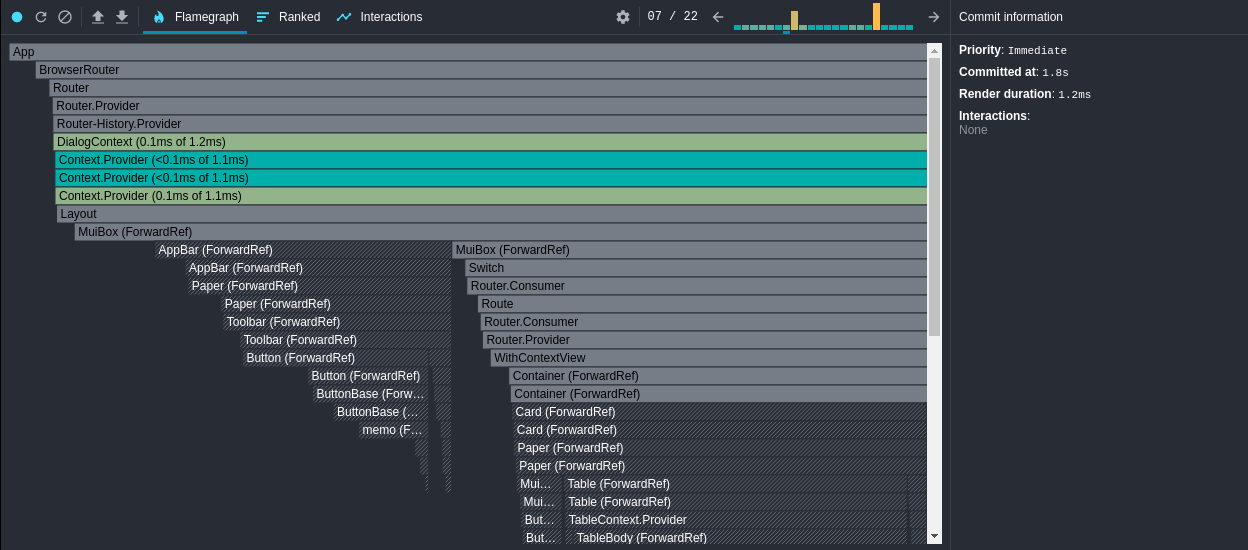 Flamegraph Ranked Interactions 07 / 22 Commit information
App
BrowserRouter
Router
Router.Provider
Router-History.Provider
DialogContext (0.1ms of 1.2ms)
Context.Provider (<0.1ms of 1.1ms)
Context.Provider (<0.1ms of 1.1ms)
Context.Provider (0.1ms of 1.1ms)
Layout
MuiBox (ForwardRef)
AppBar (ForwardRef) MuiBox (ForwardRef)
AppBar (ForwardRef) Switch
Paper (ForwardRef) Router.Consumer
Paper (ForwardRef) Route
Toolbar (ForwardRef) Router.Consumer
Toolbar (ForwardRef) Router.Provider
Button (ForwardRef) WithContextView
Button (ForwardRef) Container (ForwardRef)
ButtonBase (Forw… Container (ForwardRef)
ButtonBase (… Card (ForwardRef)
memo (F… Card (ForwardRef)
Paper (ForwardRef)
Paper (ForwardRef)
Mui… Table (ForwardRef)
Mui… Table (ForwardRef)
But… TableContext.Provider
But… TableBody (ForwardRef)
Priority: Immediate
Committed at: 1.8s
Render duration: 1.2ms
Interactions:
None